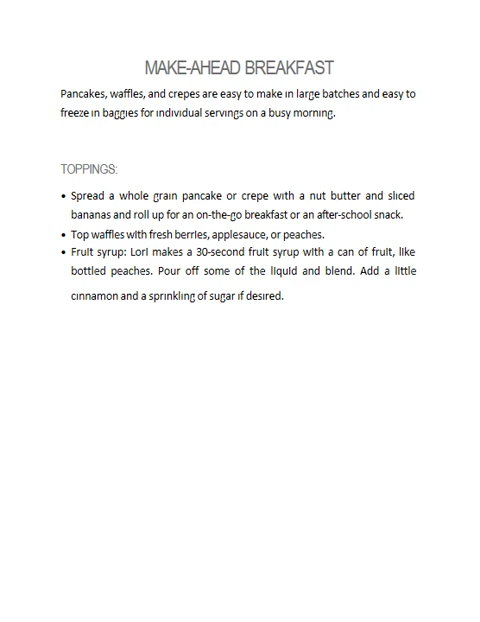 MAKE-AHEAD BREAKFAST
Pancakes, waffles, and crepes are easy to make in large batches and easy to
freeze in baggies for individual servings on a busy morning.
TOPPINGS:
• Spread a whole grain pancake or crepe with a nut butter and sliced
bananas and roll up for an on-the-go breakfast or an after-school snack.
• Top waffles with fresh berries, applesauce, or peaches.
• Fruit syrup: Lori makes a 30-second fruit syrup with a can of fruit, like
bottled peaches. Pour off some of the liquid and blend. Add a little
cinnamon and a sprinkling of sugar if desired.